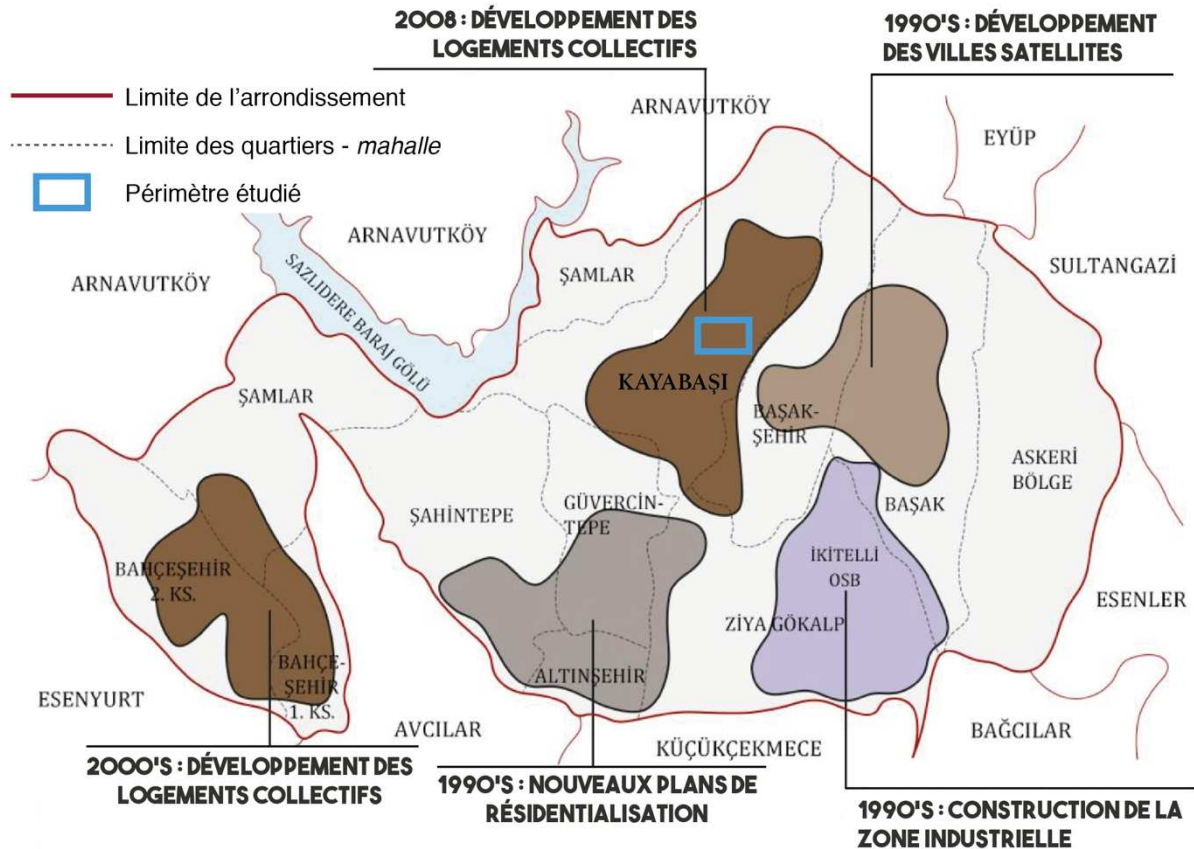 2008 : DÉVELOPPEMENT DES
LOGEMENTS COLLECTIFS
1990'S : DÉVELOPPEMENT
DES VILLES SATELLITES
Limite de l'arrondissement
Limite des quartiers - mahalle
Périmètre étudié
ARNAVUTKÖY
EYÜP
ARNAVUTKÖY
ARNAVUTKÖY
SAZLIDERE BARAJ GÖLÜ
ŞAMLAR
SULTANGAZİ
ŞAMLAR
KAYABAŞI
BAŞAK-
ŞEHİR
ASKERİ
BÖLGE
ŞAHİNTEPE
GÜVERCİN-
TEPE
BAŞAK
İKİTELLİ
OSB
BAHÇEŞEHİR
2. KS.
ZİYA GÖKALP
ESENLER
BAHÇE-
ŞEHİR
1. KS.
ALTINŞEHİR
ESENYURT
AVCILAR
KÜÇÜKÇEKMECE
BAĞCILAR
2000'S : DÉVELOPPEMENT DES
LOGEMENTS COLLECTIFS
1990'S : NOUVEAUX PLANS DE
RÉSIDENTIALISATION
1990'S : CONSTRUCTION DE LA
ZONE INDUSTRIELLE